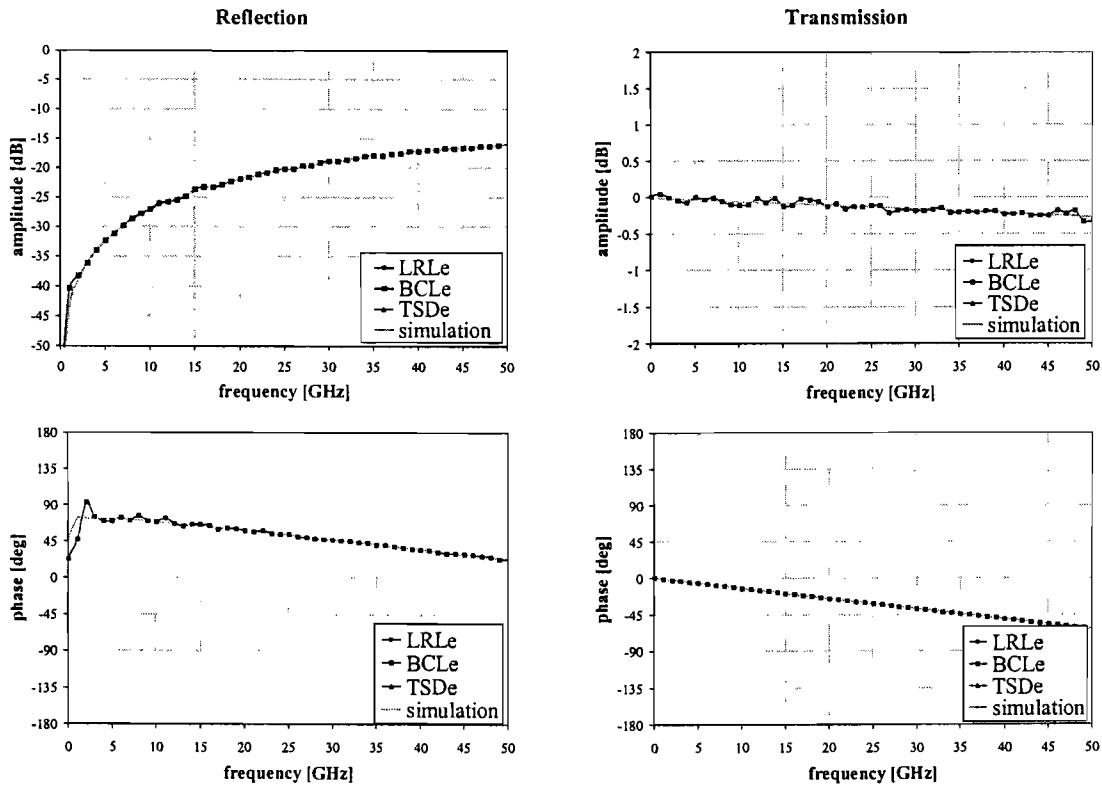 Reflection
Transmission
amplitude [dB]
0
-5
-10
-15
-20
-25
-30
-35
-40
-45
-50
LRLe
BCLe
TSDe
simulation
0 5 10 15 20 25 30 35 40 45 50
frequency [GHz]
amplitude [dB]
2
1.5
1
0.5
0
-0.5
-1
-1.5
-2
LRLe
BCLe
TSDe
simulation
0 5 10 15 20 25 30 35 40 45 50
frequency [GHz]
phase [deg]
180
135
90
45
0
-45
-90
-135
-180
LRLe
BCLe
TSDe
simulation
0 5 10 15 20 25 30 35 40 45 50
frequency [GHz]
phase [deg]
180
135
90
45
0
-45
-90
-135
-180
LRLe
BCLe
TSDe
simulation
0 5 10 15 20 25 30 35 40 45 50
frequency [GHz]